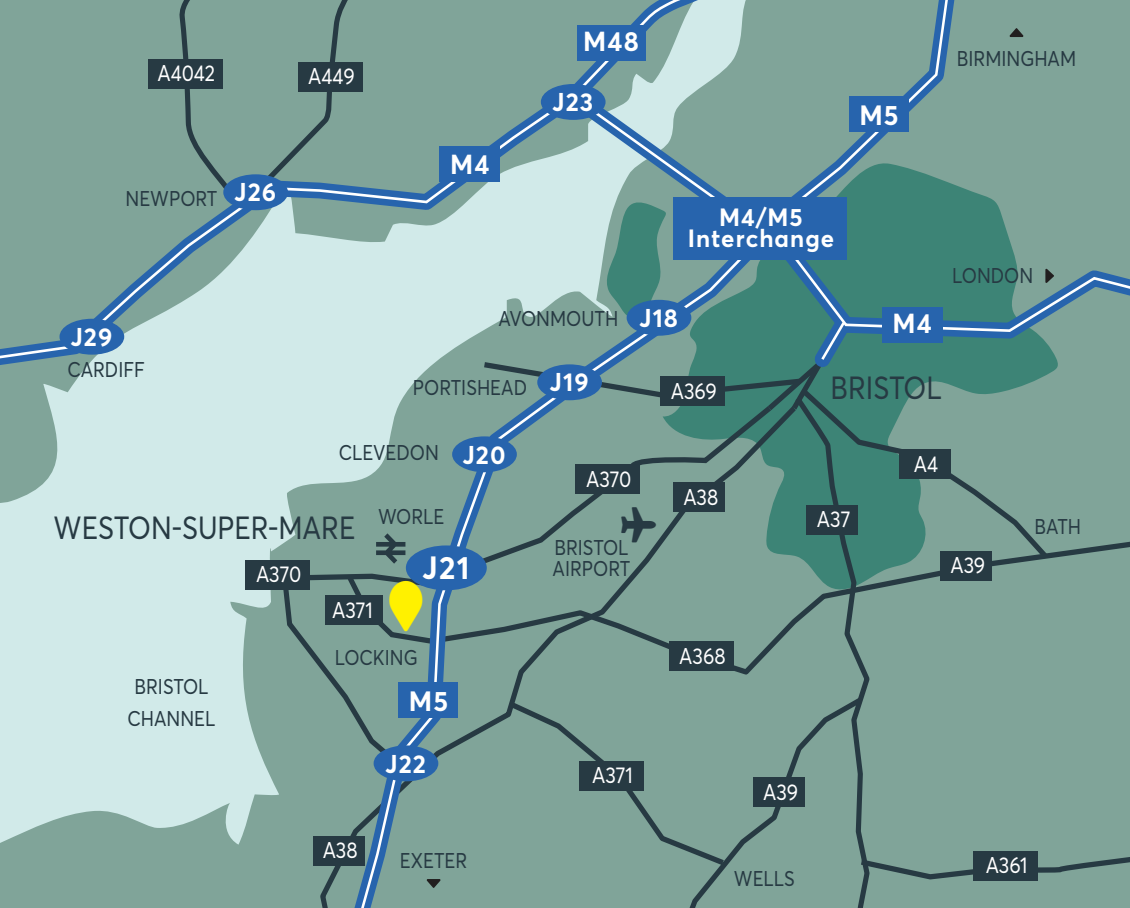 M48
BIRMINGHAM
A4042
A449
J23
M5
M4
NEWPORT
J26
M4/M5
Interchange
LONDON
AVONMOUTH
J18
M4
J29
CARDIFF
PORTISHEAD
J19
A369
BRISTOL
CLEVEDON
J20
A370
A4
A38
WESTON-SUPER-MARE
WORLE
A37
BATH
BRISTOL
AIRPORT
J21
A39
A370
A371
LOCKING
A368
BRISTOL
CHANNEL
M5
J22
A371
A39
A38
EXETER
A361
WELLS